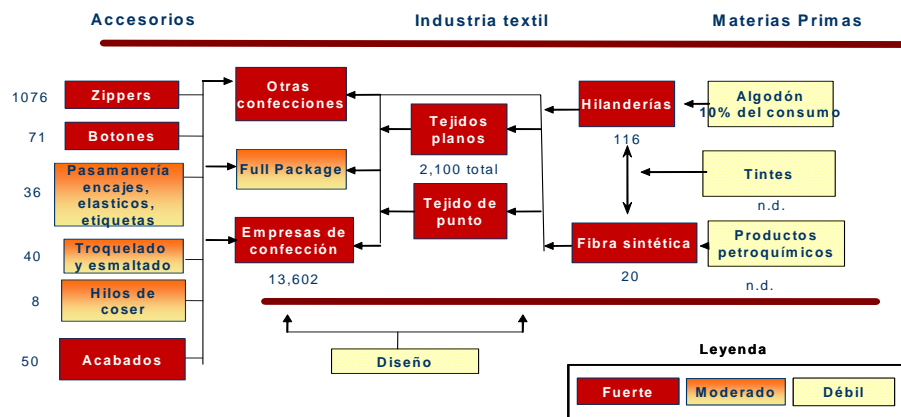 Accesorios
Industria textil
Materias Primas
1076
Zippers
71
Botones
36
Pasamanería
encajes,
elasticos,
etiquetas
40
Troquelado
y esmaltado
8
Hilos de
coser
50
Acabados
Otras
confecciones
Full Package
Empresas de
confección
13,602
Tejidos
planos
2,100 total
Tejido de
punto
Hilanderías
116
Fibra sintética
20
Algodón
10% del consumo
Tintes
n.d.
Productos
petroquímicos
n.d.
Diseño
Leyenda
Fuerte
Moderado
Débil